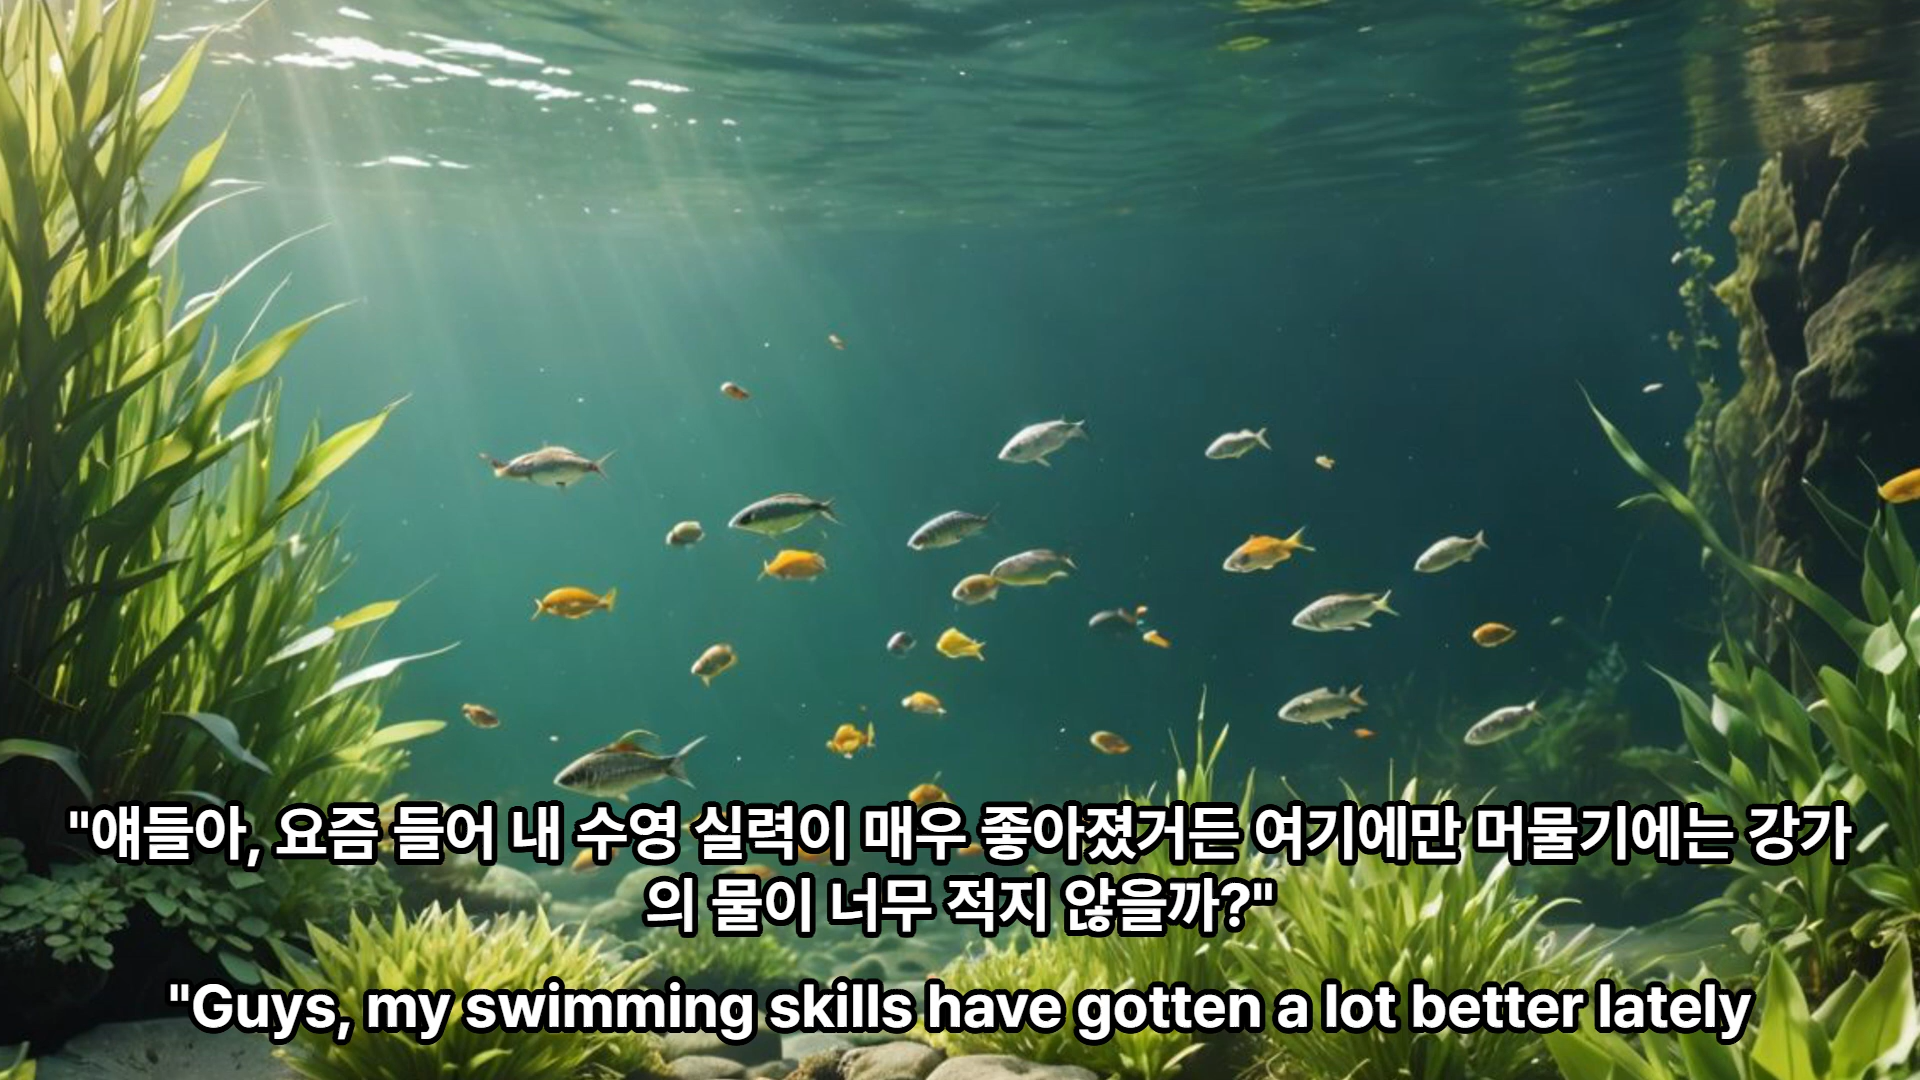 "얘들아, 요즘 들어 내 수영 실력이 매우 좋아졌거든 여기에만 머물기에는 강가
의 물이 너무 적지 않을까?"
"Guys, my swimming skills have gotten a lot better lately